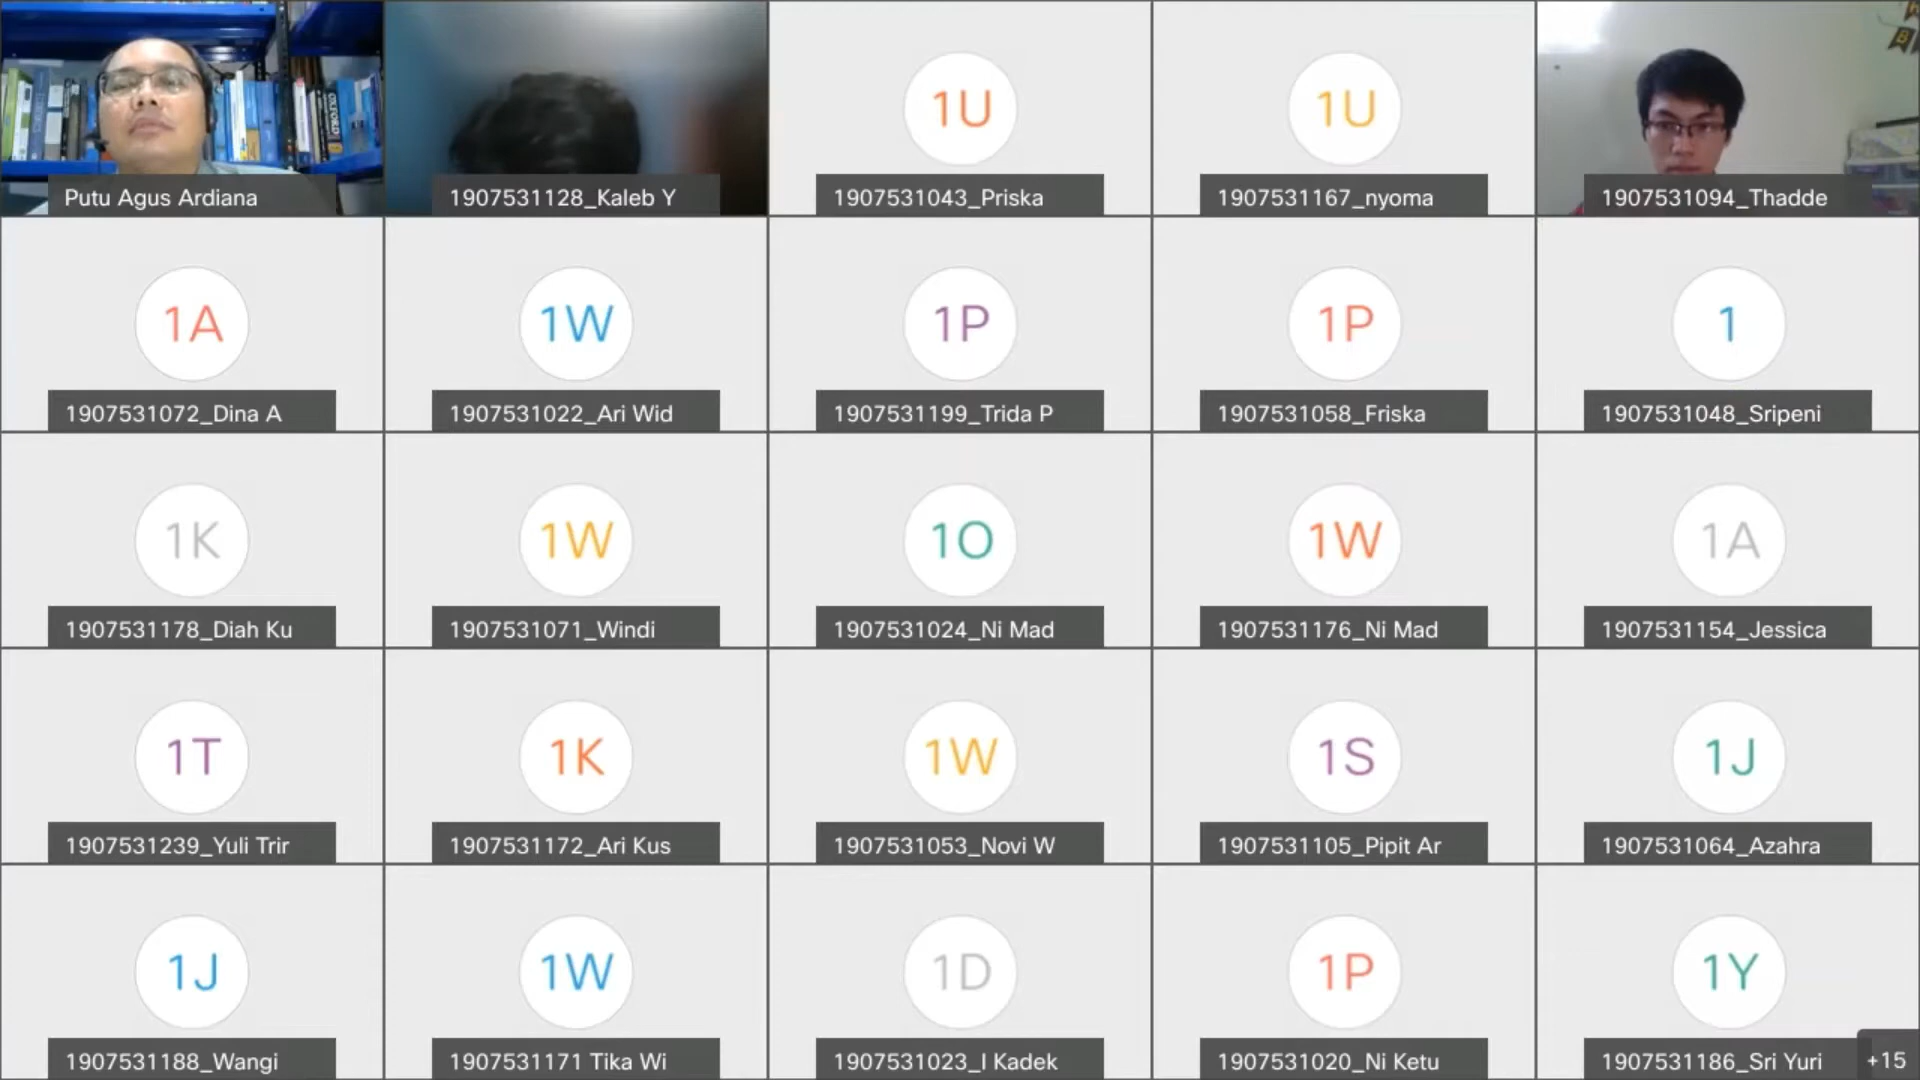 OXFORD
Putu Agus Ardiana
1907531128_Kaleb Y
1U
1907531043_Priska
1U
1907531167_nyoma
B
1907531094_Thadde
1A
1907531072_Dina A
1W
1907531022_Ari Wid
1P
1907531199_Trida P
1P
1907531058_Friska
1
1907531048_Sripeni
1K
1907531178_Diah Ku
1W
1907531071_Windi
1O
1907531024_Ni Mad
1W
1907531176_Ni Mad
1A
1907531154_Jessica
1T
1907531239_Yuli Trir
1K
1907531172_Ari Kus
1W
1907531053_Novi W
1S
1907531105_Pipit Ar
1J
1907531064_Azahra
1J
1907531188_Wangi
1W
1907531171 Tika Wi
1D
1907531023_I Kadek
1P
1907531020_Ni Ketu
1Y
1907531186_Sri Yuri
+15